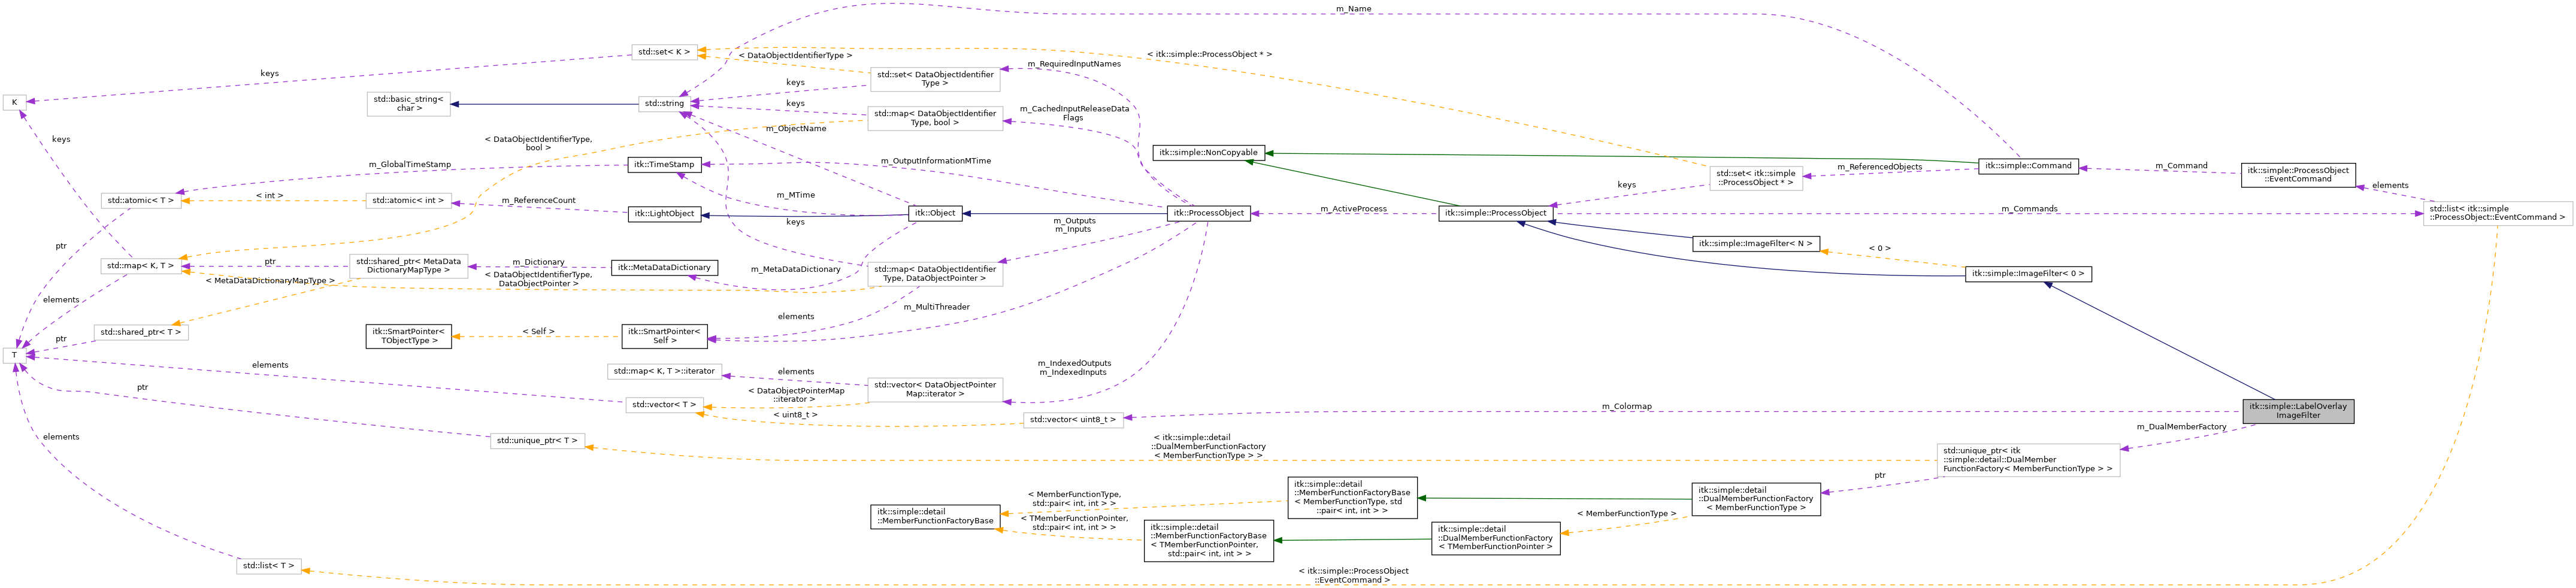 m_Name
std::set< K >
< itk::simple::ProcessObject * >
< DataObjectIdentifierType >
m_RequiredInputNames
keys
std::set< DataObjectIdentifier
Type >
keys
K
std::basic_string<
char >
std::string
keys
m_CachedInputReleaseData
Flags
std::map< DataObjectIdentifier
Type, bool >
m_ObjectName
keys
< DataObjectIdentifierType,
bool >
itk::simple::NonCopyable
m_GlobalTimeStamp
itk::TimeStamp
m_OutputInformationMTime
itk::simple::Command
m_Command
itk::simple::ProcessObject
::EventCommand
m_ReferencedObjects
std::set< itk::simple
::ProcessObject * >
keys
elements
std::atomic< T >
< int >
std::atomic< int >
m_ReferenceCount
m_MTime
itk::LightObject
itk::Object
itk::ProcessObject
m_ActiveProcess
itk::simple::ProcessObject
m_Commands
std::list< itk::simple
::ProcessObject::EventCommand >
keys
m_Outputs
m_Inputs
ptr
itk::simple::ImageFilter< N >
< 0 >
std::map< K, T >
ptr
std::shared_ptr< MetaData
DictionaryMapType >
m_Dictionary
itk::MetaDataDictionary
m_MetaDataDictionary
std::map< DataObjectIdentifier
Type, DataObjectPointer >
itk::simple::ImageFilter< 0 >
< MetaDataDictionaryMapType >
< DataObjectIdentifierType,
DataObjectPointer >
elements
m_MultiThreader
elements
std::shared_ptr< T >
itk::SmartPointer<
TObjectType >
< Self >
itk::SmartPointer<
Self >
ptr
T
elements
std::map< K, T >::iterator
elements
std::vector< DataObjectPointer
Map::iterator >
m_IndexedOutputs
m_IndexedInputs
ptr
std::vector< T >
< DataObjectPointerMap
::iterator >
< uint8_t >
std::vector< uint8_t >
m_Colormap
itk::simple::LabelOverlay
ImageFilter
m_DualMemberFactory
elements
std::unique_ptr< T >
< itk::simple::detail
::DualMemberFunctionFactory
< MemberFunctionType > >
std::unique_ptr< itk
::simple::detail::DualMember
FunctionFactory< MemberFunctionType > >
ptr
itk::simple::detail
::MemberFunctionFactoryBase
< MemberFunctionType,
std::pair< int, int > >
< TMemberFunctionPointer,
std::pair< int, int > >
itk::simple::detail
::MemberFunctionFactoryBase
< MemberFunctionType, std
::pair< int, int > >
itk::simple::detail
::MemberFunctionFactoryBase
< TMemberFunctionPointer,
std::pair< int, int > >
itk::simple::detail
::DualMemberFunctionFactory
< TMemberFunctionPointer >
< MemberFunctionType >
itk::simple::detail
::DualMemberFunctionFactory
< MemberFunctionType >
std::list< T >
< itk::simple::ProcessObject
::EventCommand >